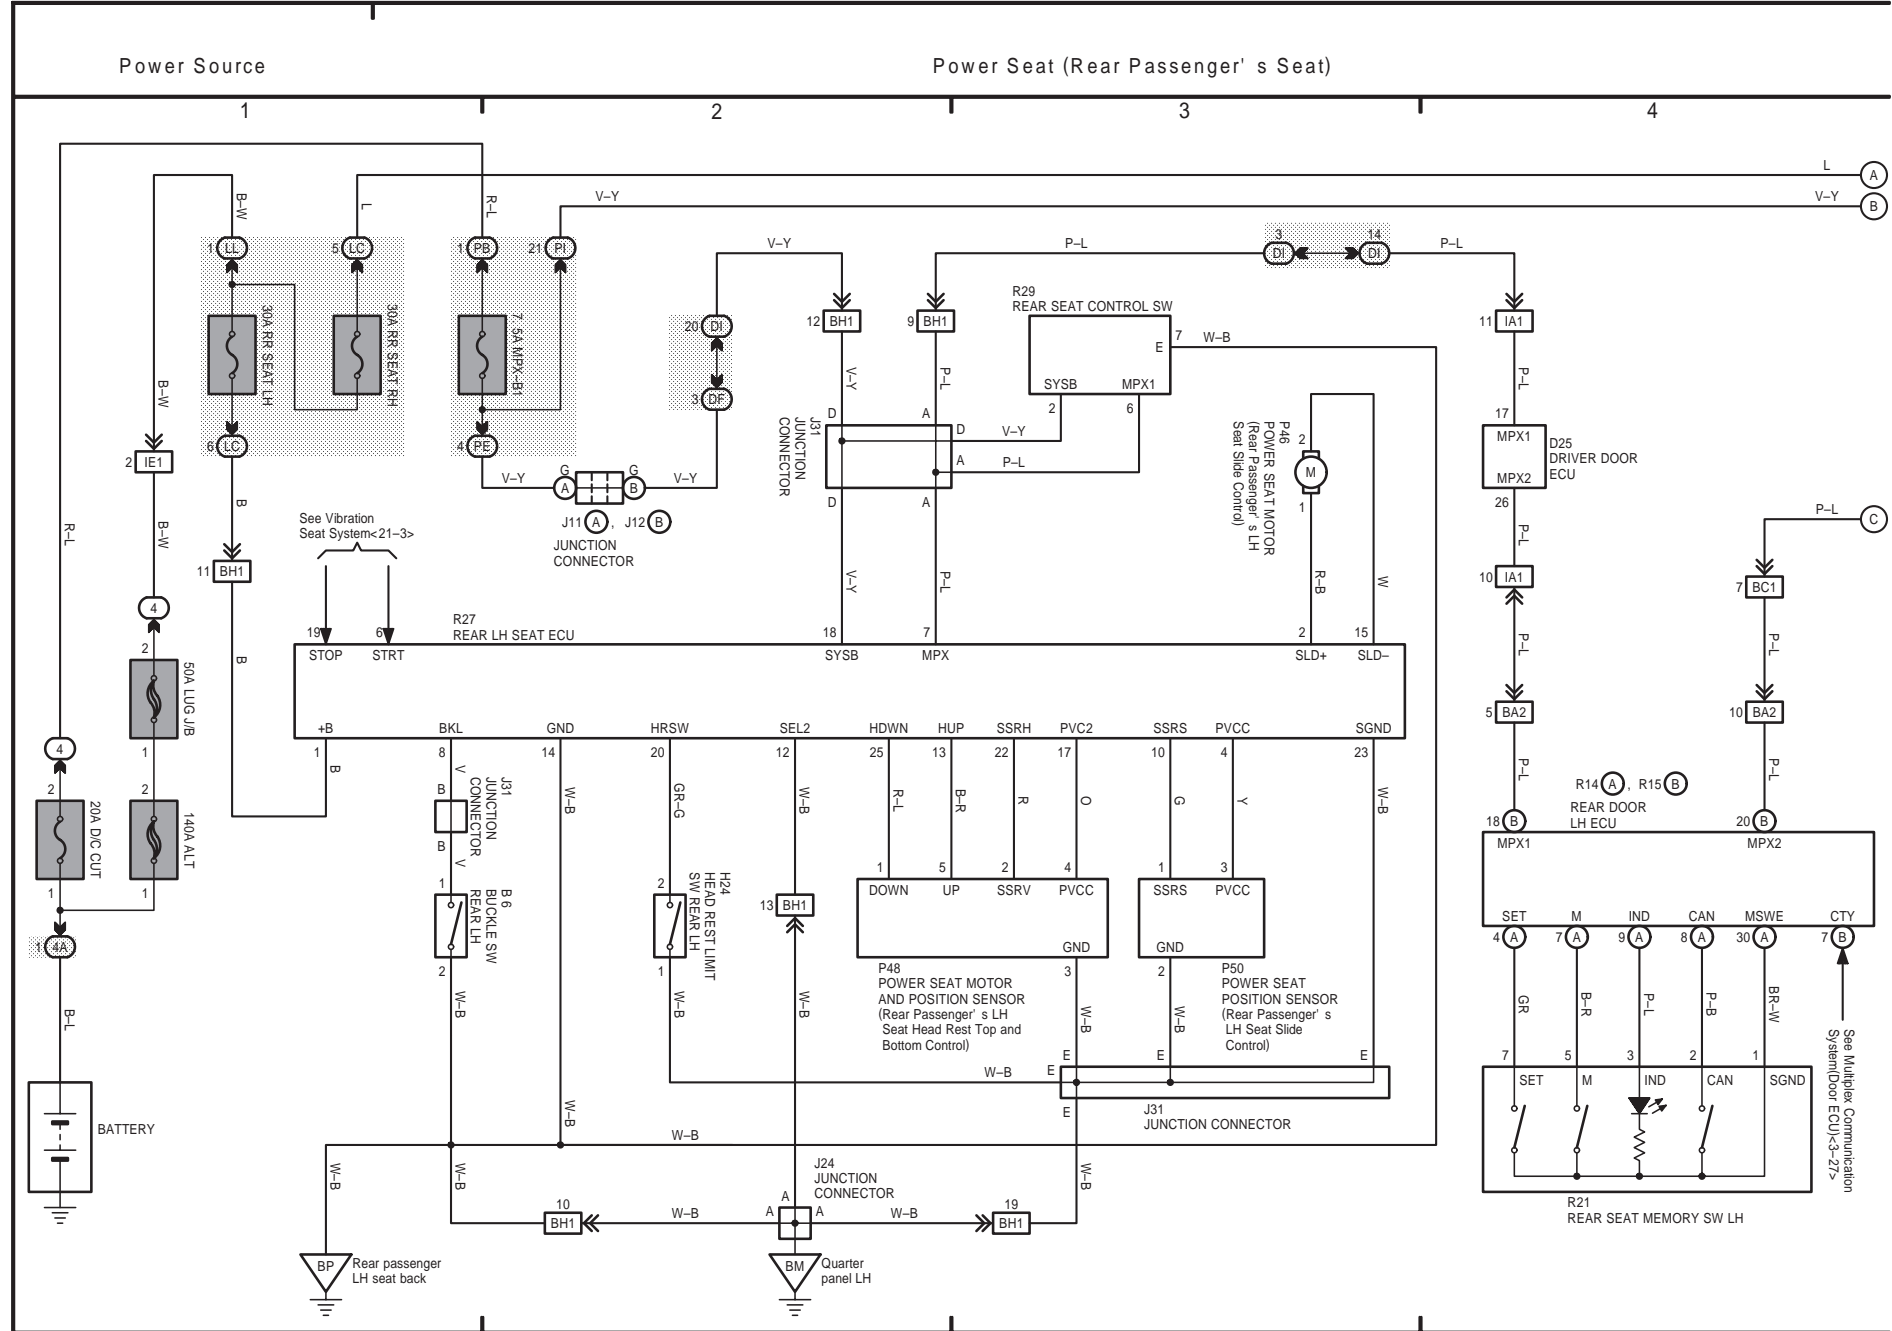 Power Source
Power Seat (Rear Passenger' s Seat)
1
2
3
4
L
A
V–Y
B
B–W
L
R–L
V–Y
1 LL
5 LC
1 PB
21 PI
V–Y
P–L
3
DI
14
DI
P–L
30A RR SEAT LH
30A RR SEAT RH
7. 5A MPX–B1
20 DI
3 DF
12 BH1
9 BH1
R29
REAR SEAT CONTROL SW
E
7
W–B
SYSB
MPX1
2
6
11 IA1
B–W
6 LC
4 PE
V–Y
P–L
P–L
D
A
J31
JUNCTION
CONNECTOR
D
V–Y
A
P–L
D
A
P46
POWER SEAT MOTOR
(Rear Passenger' s LH
Seat Slide Control)
2
M
1
17
MPX1
MPX2
26
D25
DRIVER DOOR
ECU
2 IE1
B
V–Y
G
G
A
B
V–Y
J11 A , J12 B
JUNCTION
CONNECTOR
See Vibration
Seat System<21–3>
R–L
B–W
11 BH1
V–Y
P–L
R–B
W
P–L
10 IA1
P–L
C
7 BC1
4
B
R27
REAR LH SEAT ECU
19
6
18
7
2
15
STOP
STRT
SYSB
MPX
SLD+
SLD–
P–L
P–L
2
50A LUG J/B
1
+B
BKL
GND
HRSW
SEL2
HDWN
HUP
SSRH
PVC2
SSRS
PVCC
SGND
1
8
14
20
12
25
13
22
17
10
4
23
5 BA2
10 BA2
4
2
20A D/C CUT
1
2
140A ALT
1
B
V
B
J31
JUNCTION
CONNECTOR
B
V
W–B
GR–G
W–B
R–L
B–R
R
O
G
Y
W–B
P–L
P–L
R14 A , R15 B
REAR DOOR
LH ECU
18 B
20 B
MPX1
MPX2
1
B 6
BUCKLE SW
REAR LH
2
2
H24
HEAD REST LIMIT
SW REAR LH
1
13 BH1
1
5
2
4
DOWN
UP
SSRV
PVCC
GND
3
1
3
SSRS
PVCC
GND
2
1 4A
P48
POWER SEAT MOTOR
AND POSITION SENSOR
(Rear Passenger' s LH
Seat Head Rest Top and
Bottom Control)
P50
POWER SEAT
POSITION SENSOR
(Rear Passenger' s
LH Seat Slide
Control)
SET
M
IND
CAN
MSWE
CTY
4 A
7 A
9 A
8 A
30 A
7 B
B–L
W–B
W–B
W–B
W–B
W–B
GR
B–R
P–L
P–B
BR–W
See Multiplex Communication
System(Door ECU)<3–27>
E
E
E
W–B
E
E
J31
JUNCTION CONNECTOR
7
5
3
2
1
SET
M
IND
CAN
SGND
BATTERY
W–B
W–B
W–B
W–B
J24
JUNCTION
CONNECTOR
W–B
R21
REAR SEAT MEMORY SW LH
10
BH1
W–B
A
A
A
W–B
19
BH1
BP
Rear passenger
LH seat back
BM
Quarter
panel LH